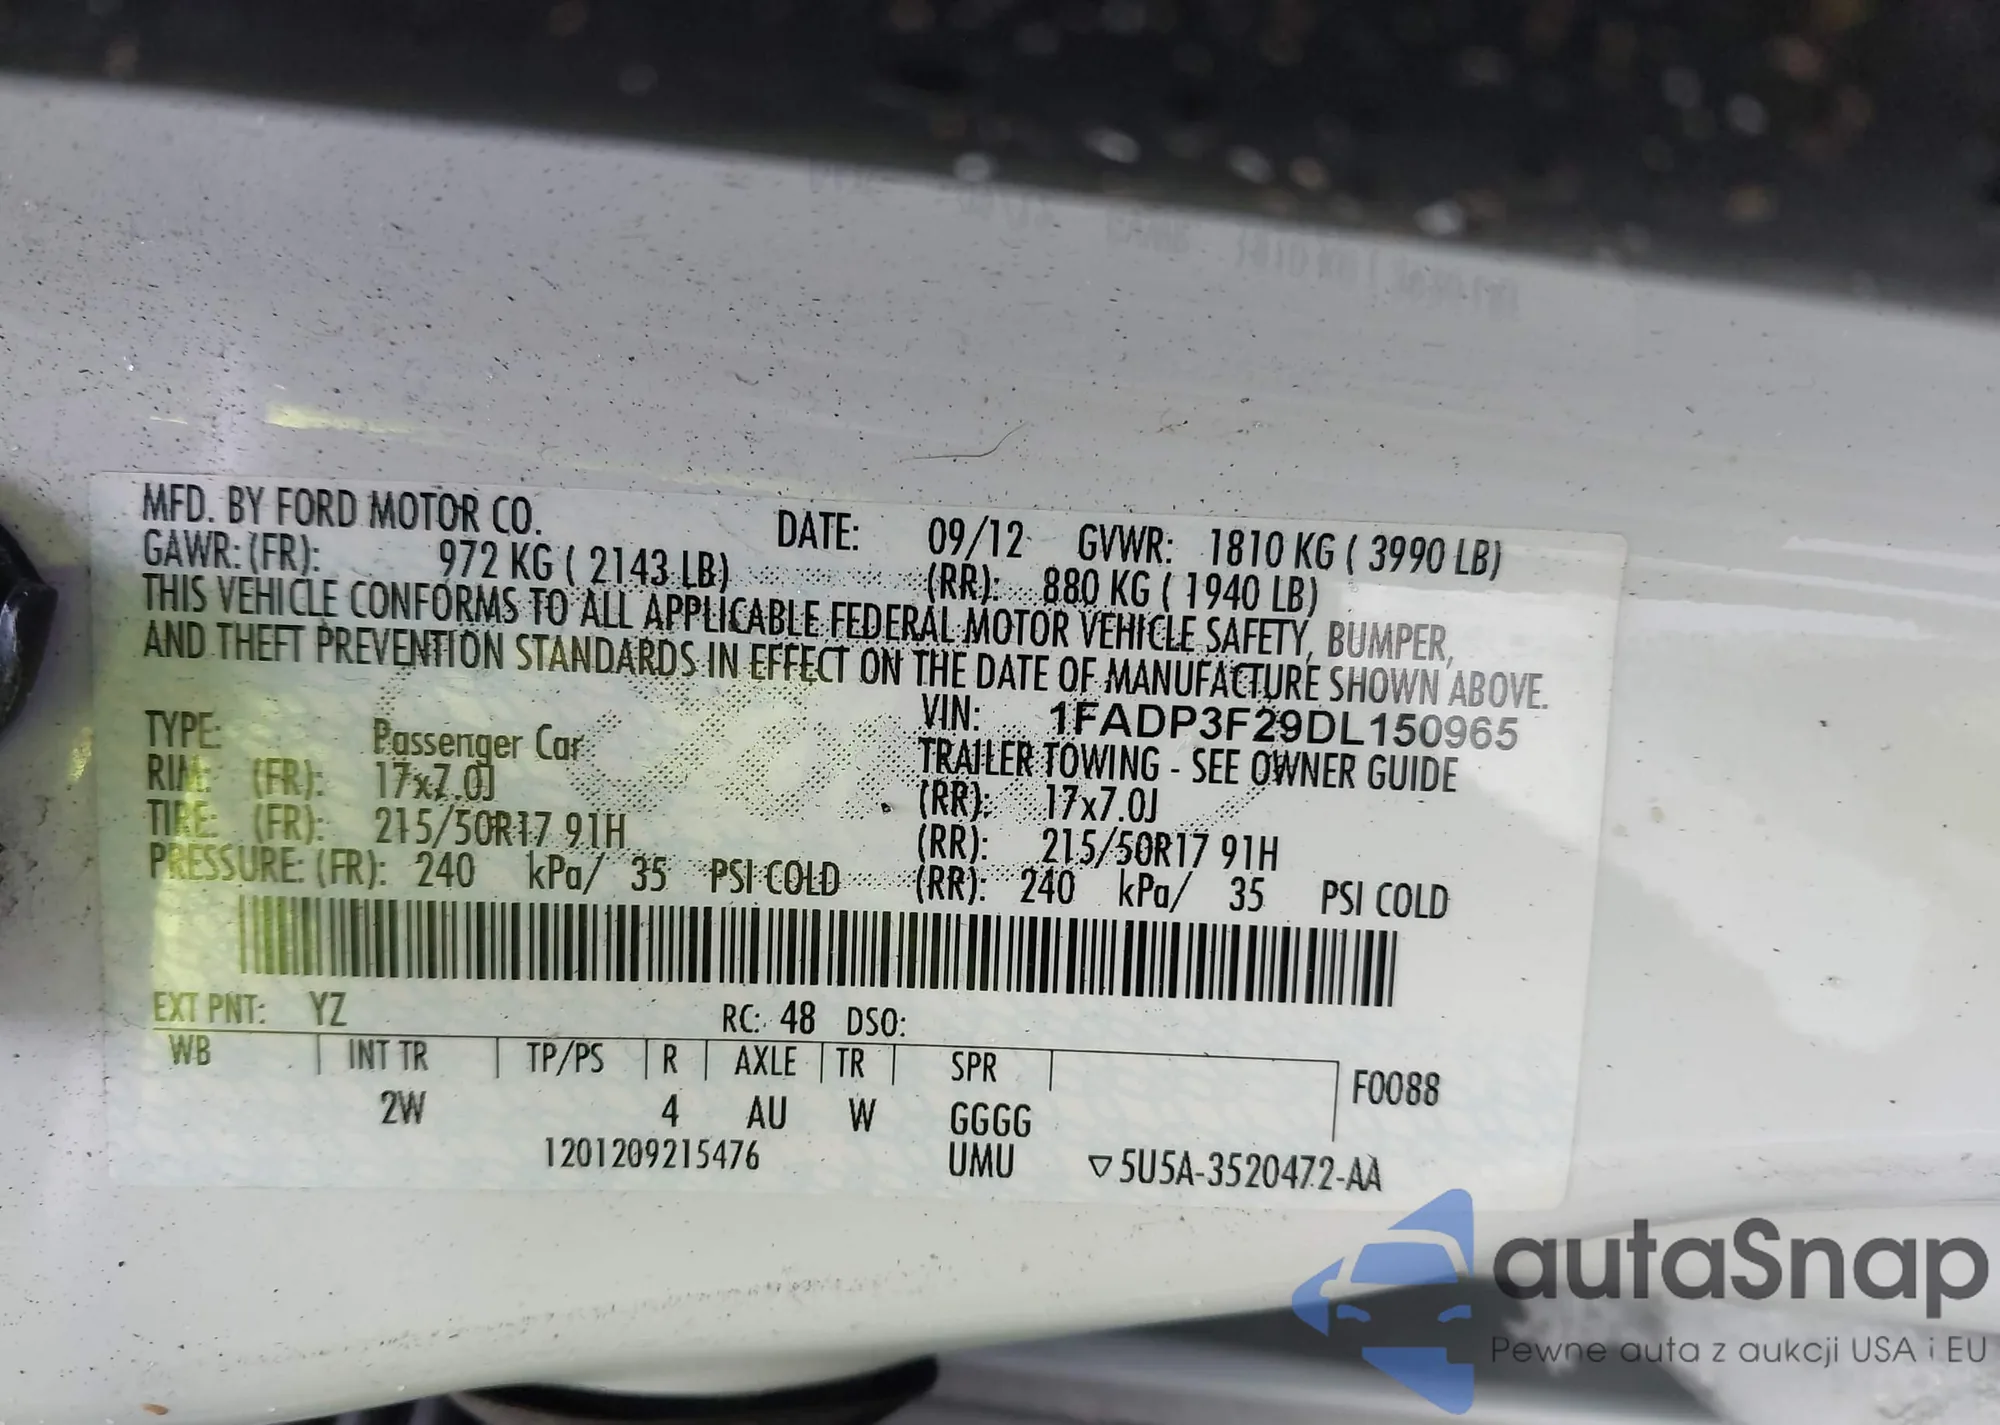 MFD. BY FORD MOTOR CO. DATE: 09/12 GVWR: 1810 KG ( 3990 LB)
GAWR: (FR): 972 KG ( 2143 LB) (RR): 880 KG ( 1940 LB)
THIS VEHICLE CONFORMS TO ALL APPLICABLE FEDERAL MOTOR VEHICLE SAFETY, BUMPER,
AND THEFT PREVENTION STANDARDS IN EFFECT ON THE DATE OF MANUFACTURE SHOWN ABOVE.
VIN: 1FADP3F29DL150965
TYPE: Passenger Car TRAILER TOWING - SEE OWNER GUIDE
RIM: (FR): 17x7.0J (RR): 17x7.0J
TIRE: (FR): 215/50R17 91H (RR): 215/50R17 91H
PRESSURE: (FR): 240 kPa/ 35 PSI COLD (RR): 240 kPa/ 35 PSI COLD
EXT PNT: YZ RC: 48 DSO:
WB INT TR TP/PS R AXLE TR SPR F0088
2W 4 AU W GGGG
1201209215476 UMU ▽5U5A-3520472-AA
autaSnap
Pewne auta z aukcji USA i EU